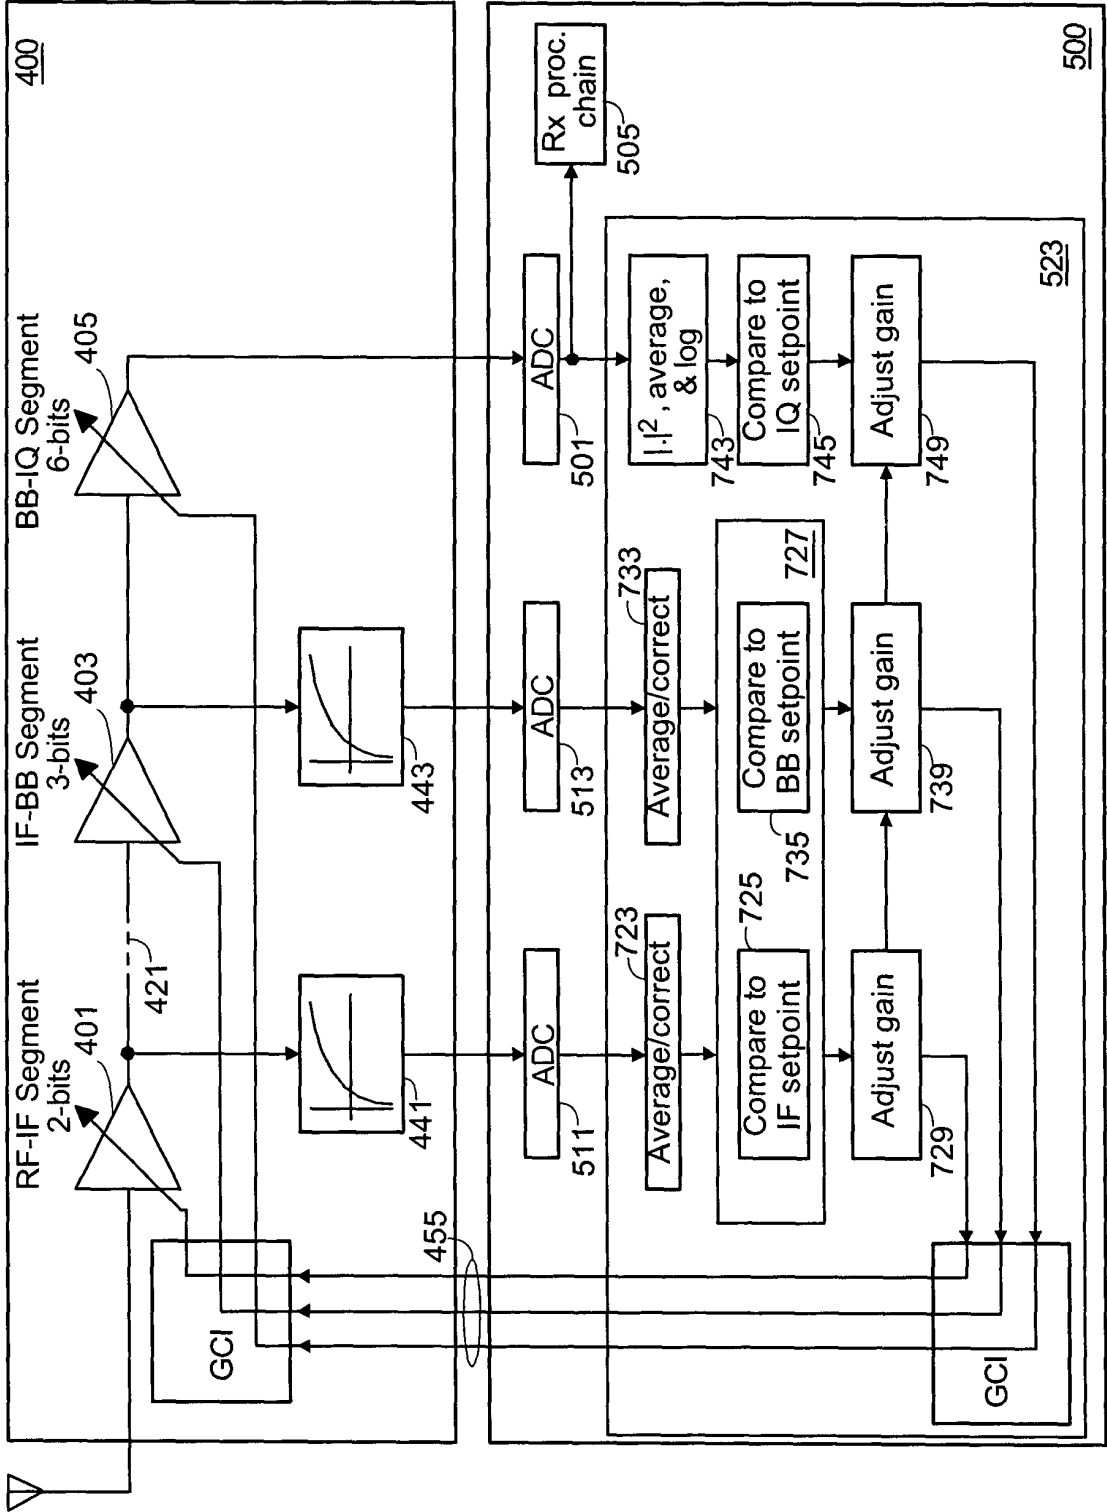 400
RF-IF Segment
2-bits
401
421
IF-BB Segment
3-bits
403
BB-IQ Segment
6-bits
405
GCI
441
443
455
500
ADC
511
ADC
513
ADC
501
Rx proc.
chain
505
523
Average/correct
723
Average/correct
733
|·|², average,
& log
743
727
Compare to
IF setpoint
725
Compare to
BB setpoint
735
Compare to
IQ setpoint
745
Adjust gain
729
Adjust gain
739
Adjust gain
749
GCI